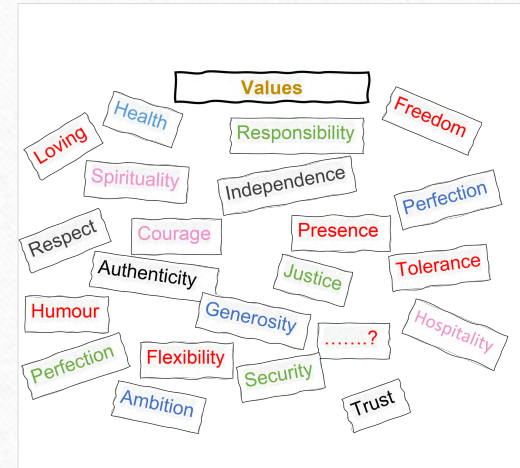 Values
Health
Freedom
Loving
Responsibility
Spirituality
Independence
Perfection
Respect
Courage
Presence
Authenticity
Justice
Tolerance
Humour
Generosity
…….?
Hospitality
Perfection
Flexibility
Security
Ambition
Trust